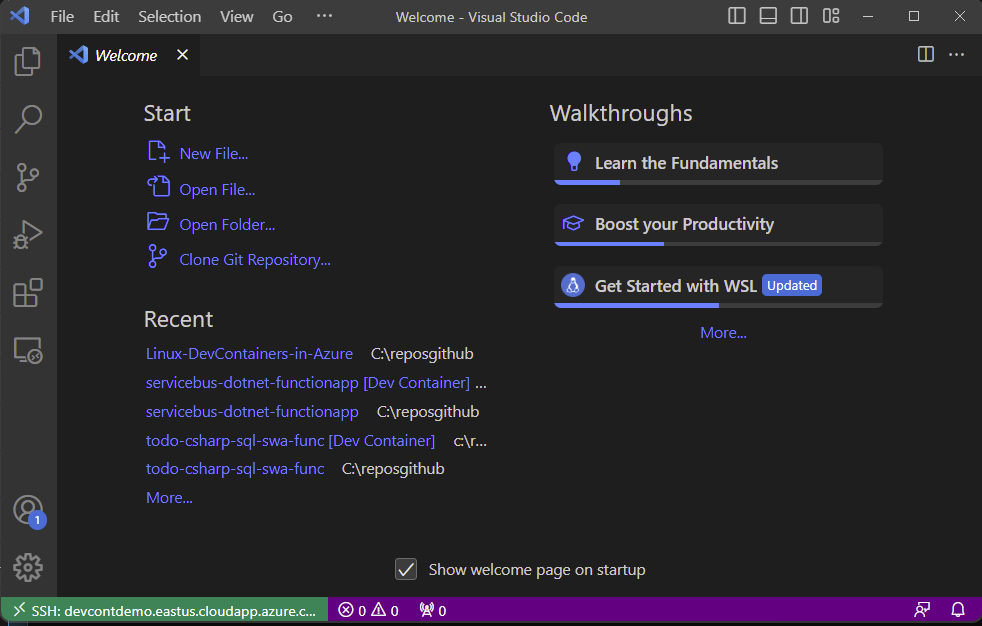 File Edit Selection View Go ··· Welcome - Visual Studio Code
Welcome
Start
New File...
Open File...
Open Folder...
Clone Git Repository...
Recent
Linux-DevContainers-in-Azure C:\reposgithub
servicebus-dotnet-functionapp [Dev Container] ...
servicebus-dotnet-functionapp C:\reposgithub
todo-csharp-sql-swa-func [Dev Container] c:\r...
todo-csharp-sql-swa-func C:\reposgithub
More...
Walkthroughs
Learn the Fundamentals
Boost your Productivity
Get Started with WSL Updated
More...
1
Show welcome page on startup
SSH: devcontdemo.eastus.cloudapp.azure.c... 0 0 0